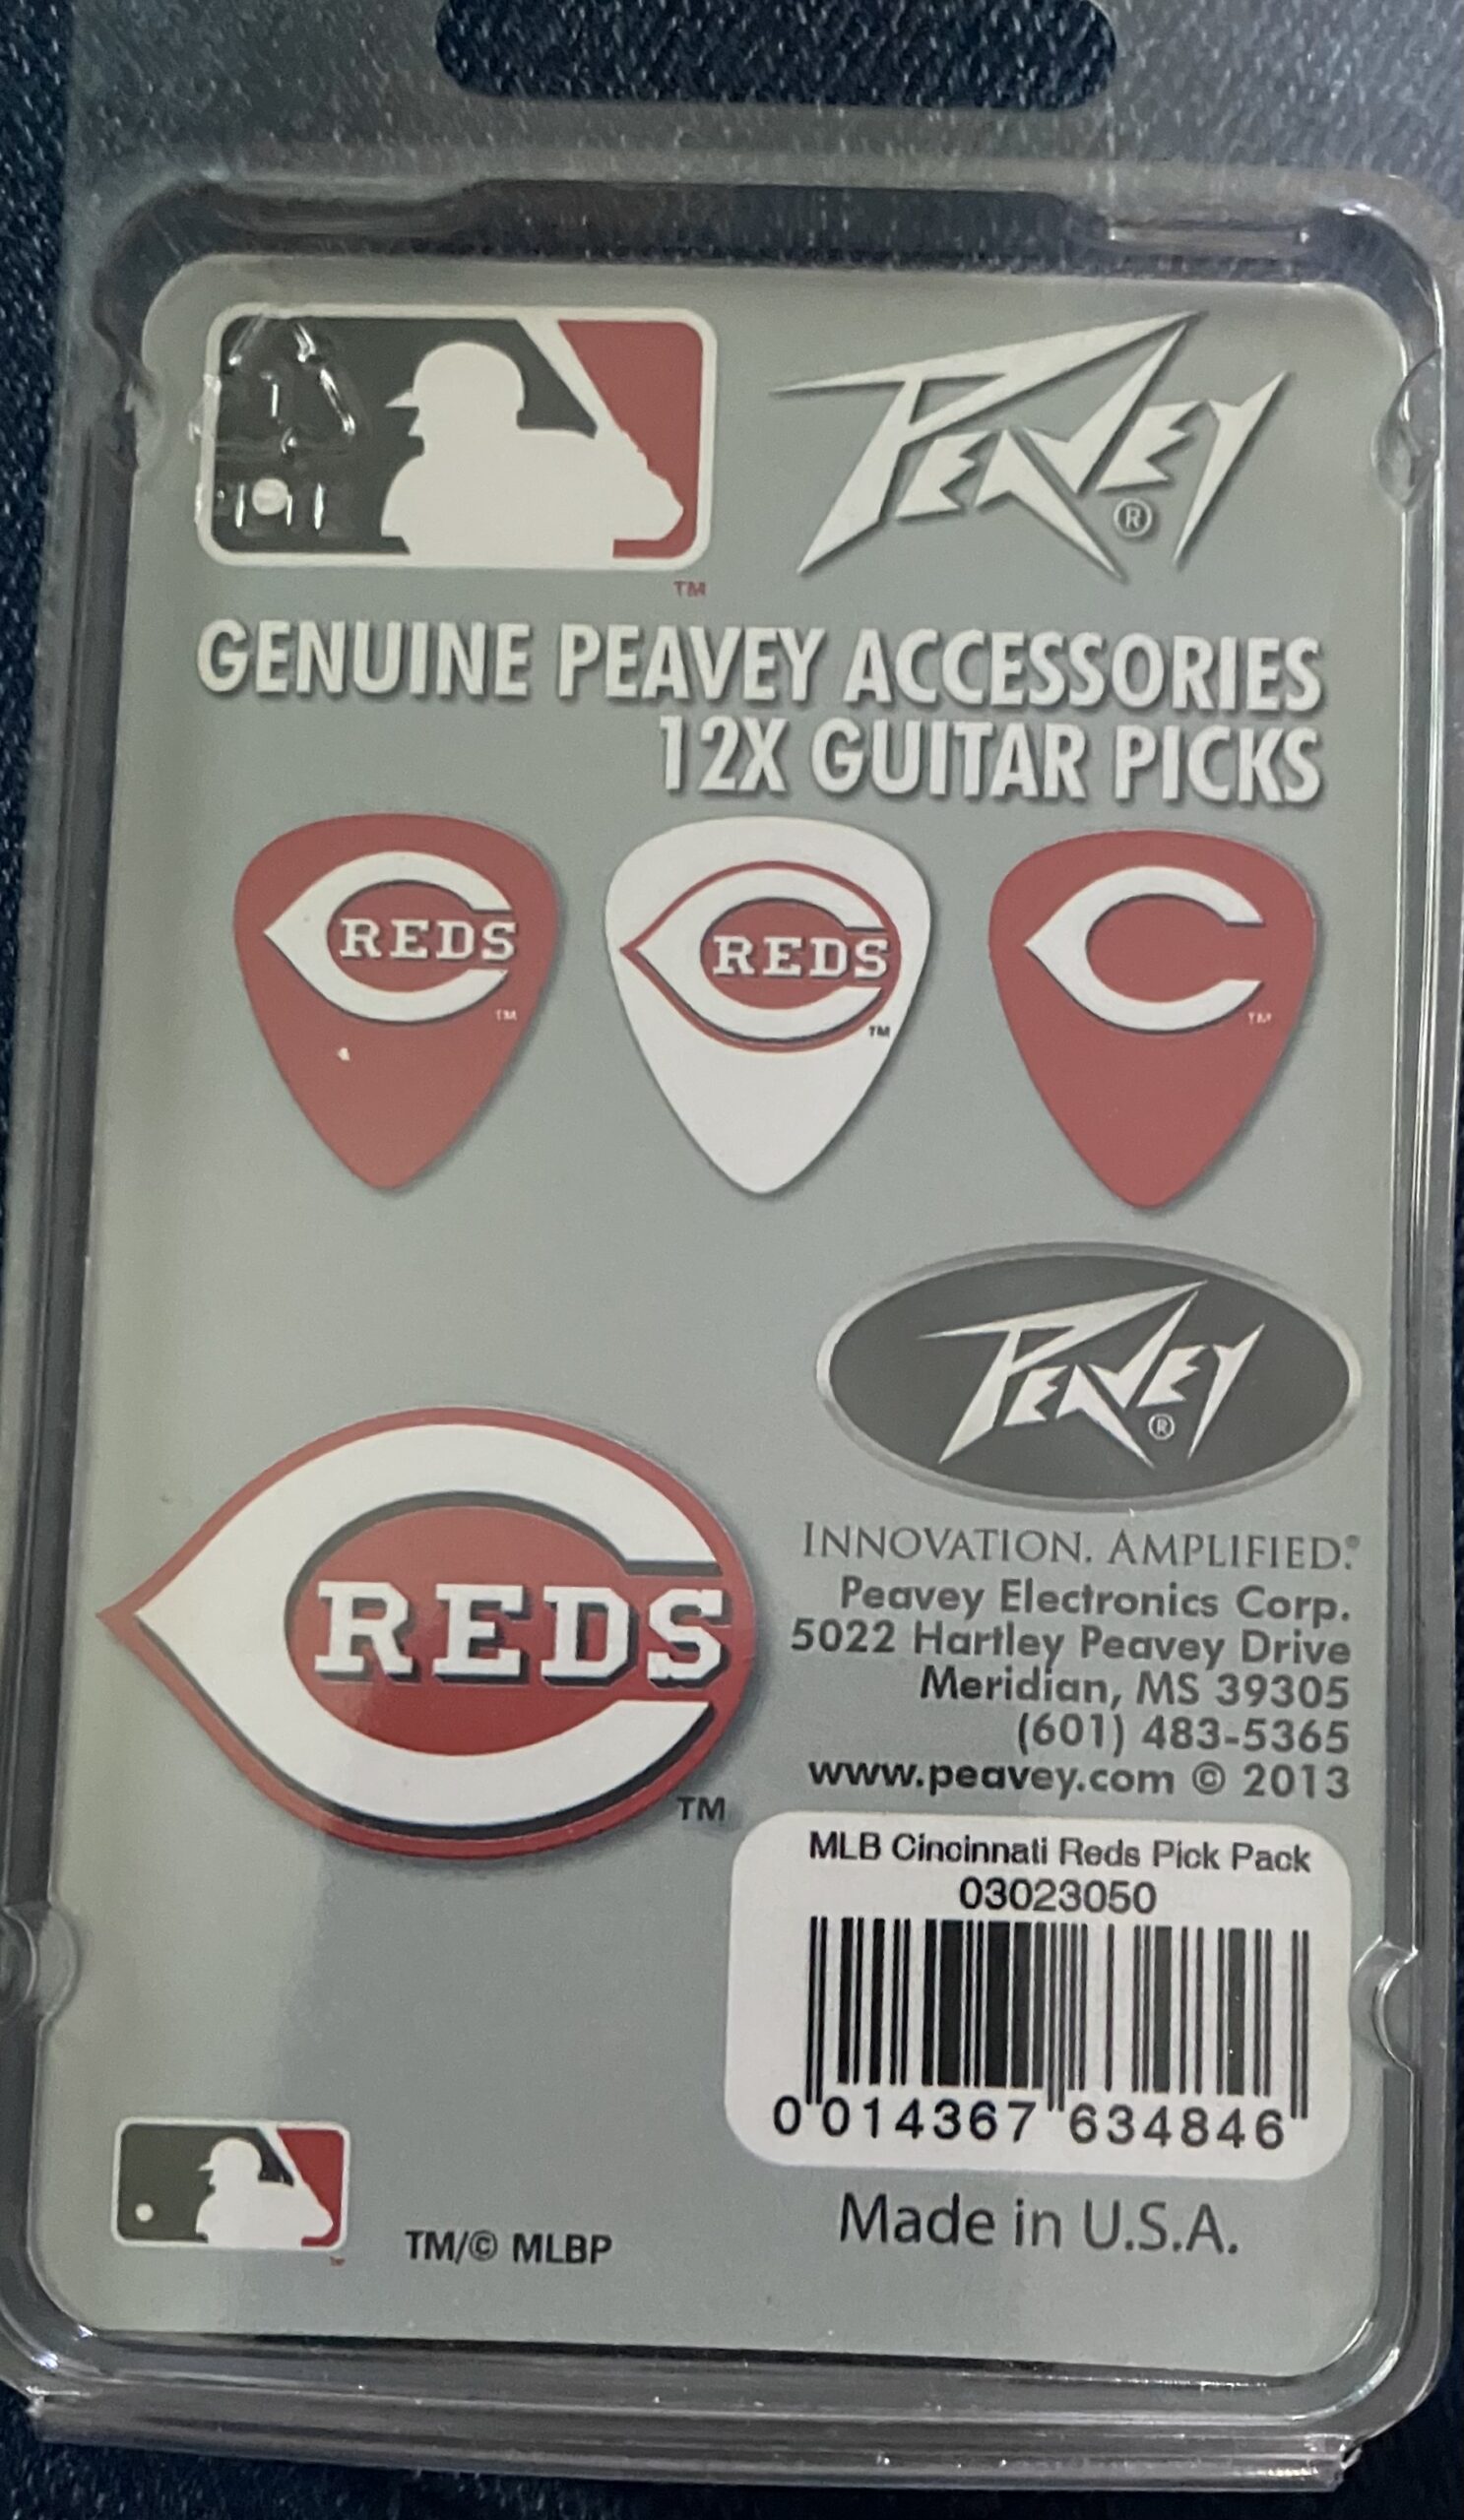 PEAVEY®
TM
GENUINE PEAVEY ACCESSORIES
12X GUITAR PICKS
REDS
TM
REDS
TM
C
TM
PEAVEY®
INNOVATION. AMPLIFIED.®
Peavey Electronics Corp.
5022 Hartley Peavey Drive
Meridian, MS 39305
(601) 483-5365
www.peavey.com © 2013
REDS
TM
MLB Cincinnati Reds Pick Pack
03023050
0 014367 634846
Made in U.S.A.
TM/© MLBP